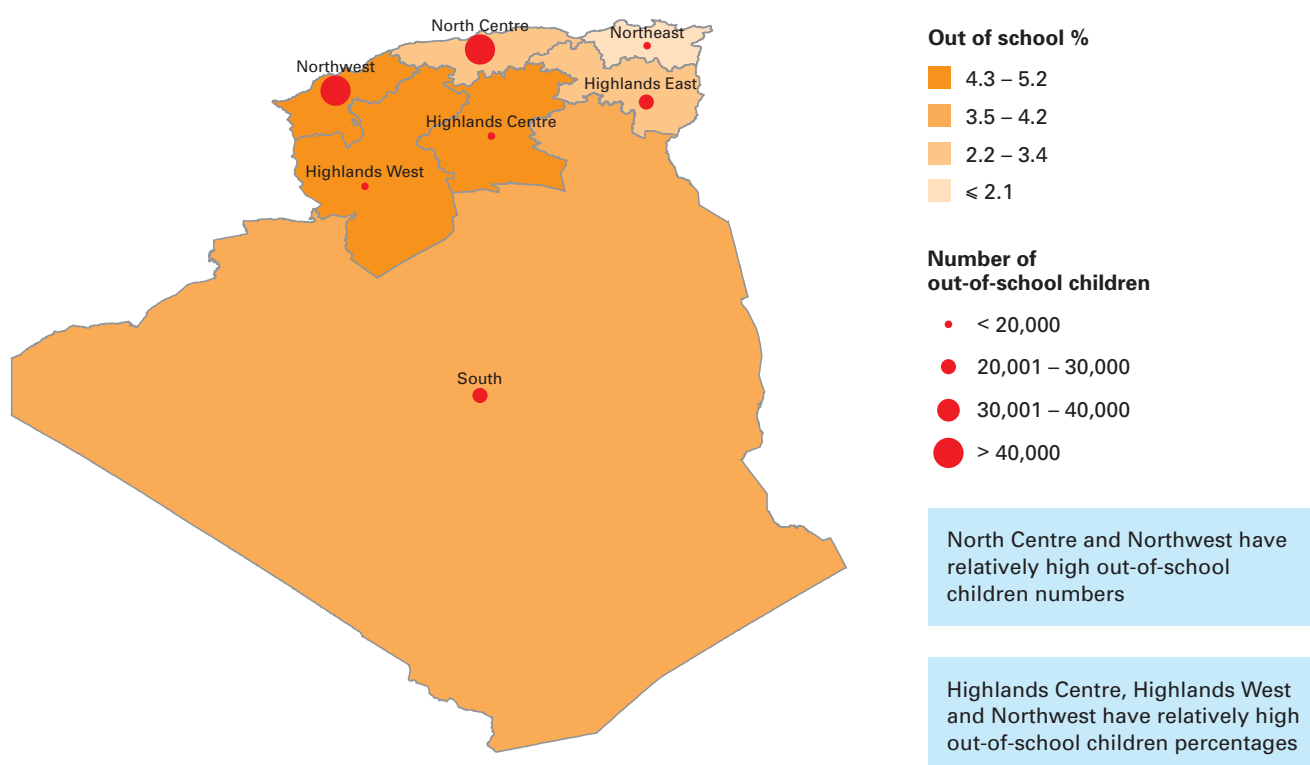 North Centre
Northeast
Northwest
Highlands East
Highlands Centre
Highlands West
South
Out of school %
4.3 – 5.2
3.5 – 4.2
2.2 – 3.4
⩽ 2.1
Number of
out-of-school children
< 20,000
20,001 – 30,000
30,001 – 40,000
> 40,000
North Centre and Northwest have
relatively high out-of-school
children numbers
Highlands Centre, Highlands West
and Northwest have relatively high
out-of-school children percentages